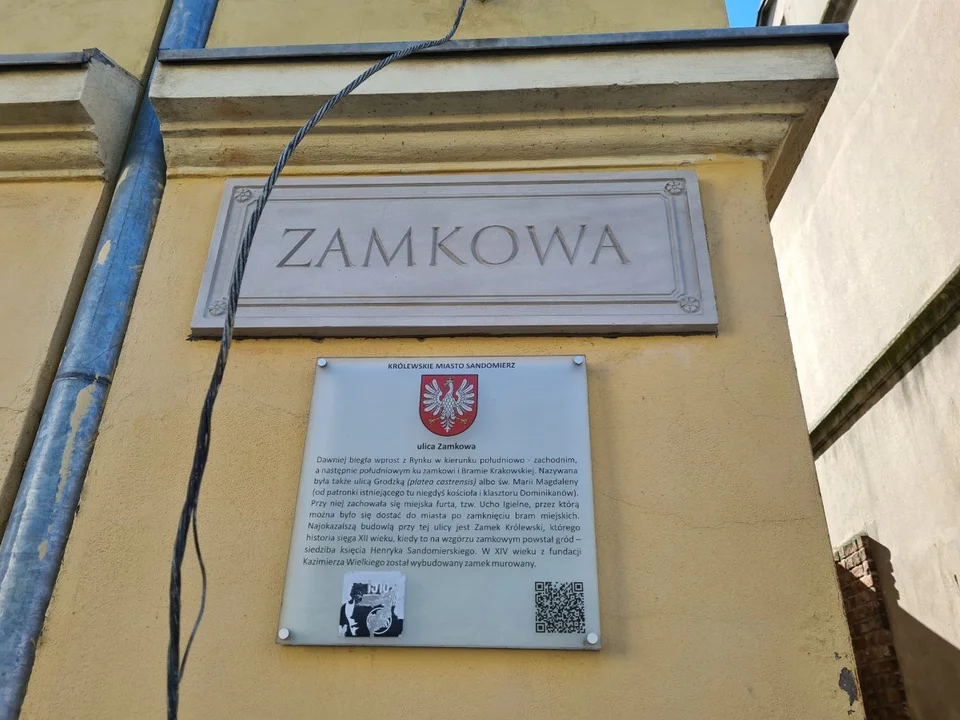 ZAMKOWA
KRÓLEWSKIE MIASTO SANDOMIERZ
ulica Zamkowa
Dawniej biegła wprost z Rynku w kierunku południowo - zachodnim,
a następnie południowym ku zamkowi i Bramie Krakowskiej. Nazywana
była także ulicą Grodzką (platea castrensis) albo św. Marii Magdaleny
(od patronki istniejącego tu niegdyś kościoła i klasztoru Dominikanów).
Przy niej zachowała się miejska furta, tzw. Ucho Igielne, przez którą
można było się dostać do miasta po zamknięciu bram miejskich.
Najokazalszą budowlą przy tej ulicy jest Zamek Królewski, którego
historia sięga XII wieku, kiedy to na wzgórzu zamkowym powstał gród –
siedziba księcia Henryka Sandomierskiego. W XIV wieku z fundacji
Kazimierza Wielkiego został wybudowany zamek murowany.
1910